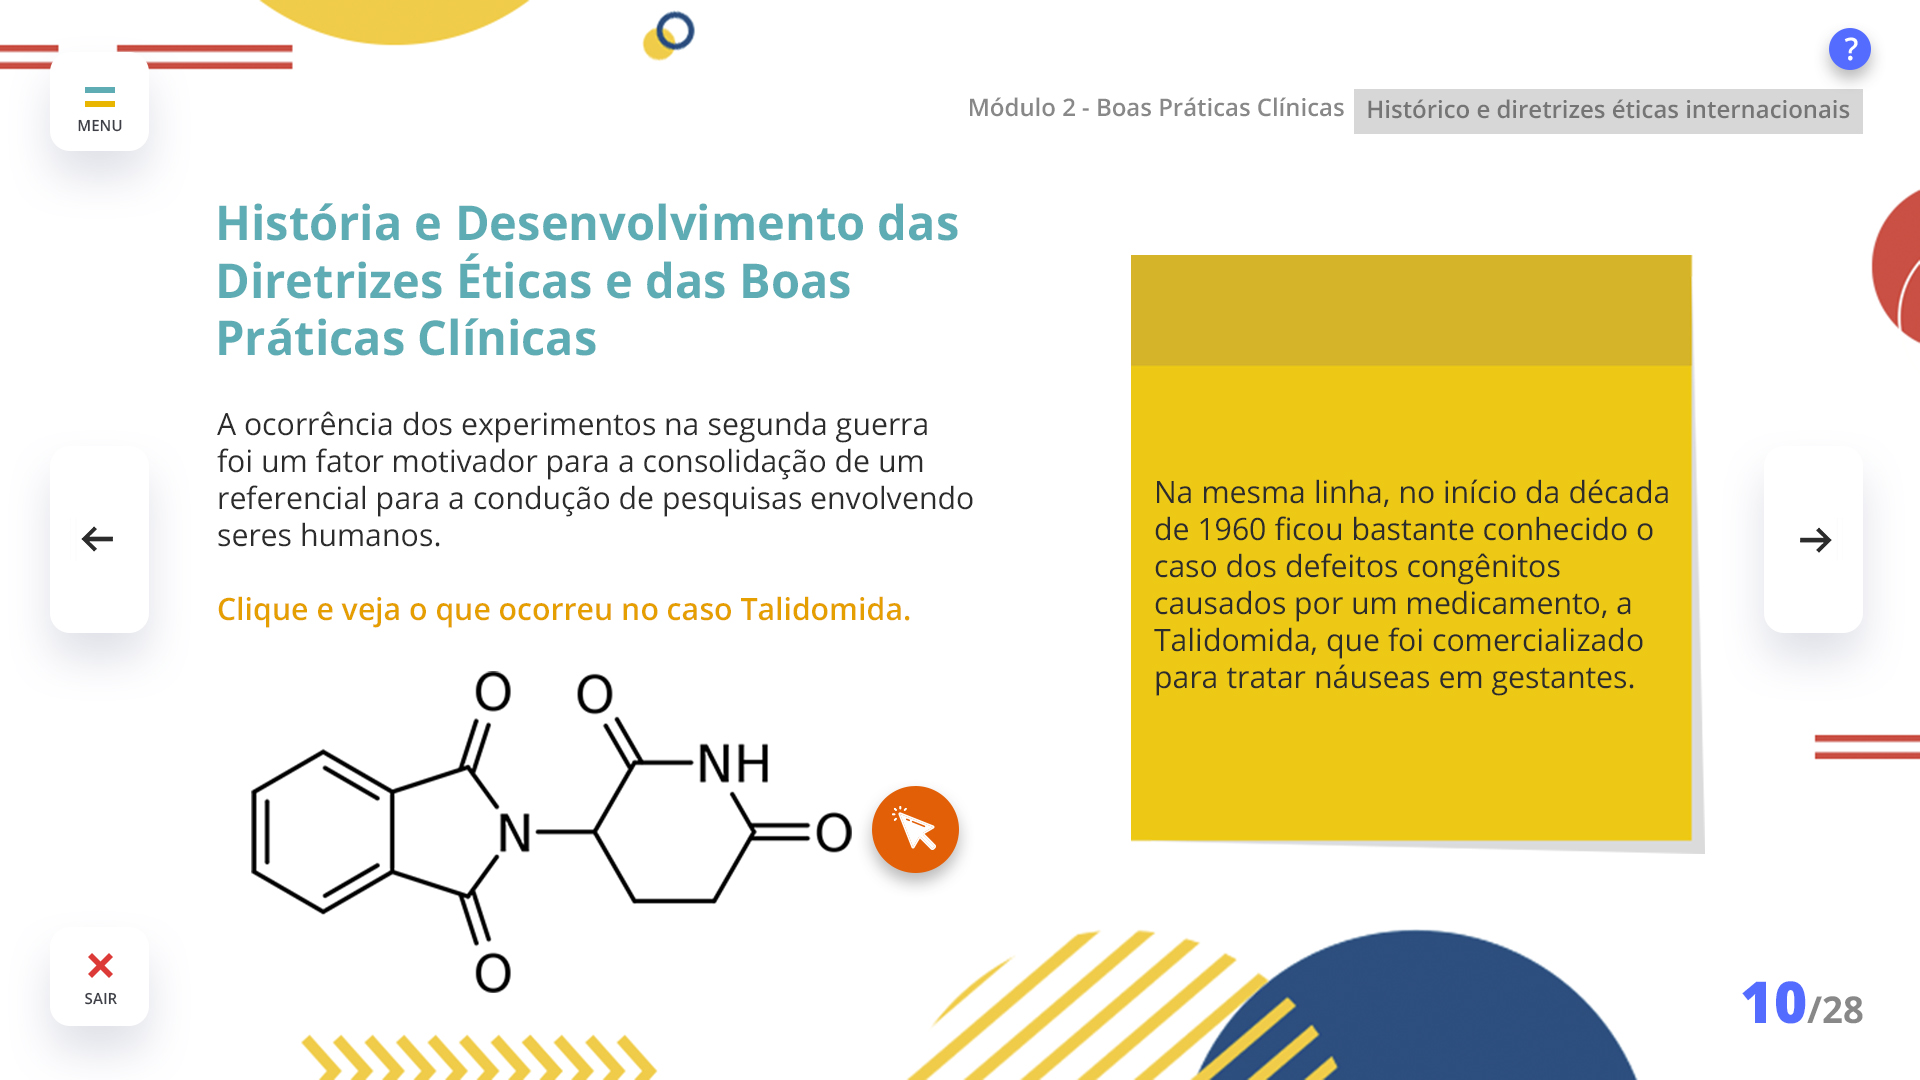 ?
MENU
Módulo 2 - Boas Práticas Clínicas
Histórico e diretrizes éticas internacionais
História e Desenvolvimento das
Diretrizes Éticas e das Boas
Práticas Clínicas
A ocorrência dos experimentos na segunda guerra
foi um fator motivador para a consolidação de um
referencial para a condução de pesquisas envolvendo
seres humanos.
Clique e veja o que ocorreu no caso Talidomida.
O
O
NH
N
O
O
Na mesma linha, no início da década
de 1960 ficou bastante conhecido o
caso dos defeitos congênitos
causados por um medicamento, a
Talidomida, que foi comercializado
para tratar náuseas em gestantes.
SAIR
10/28